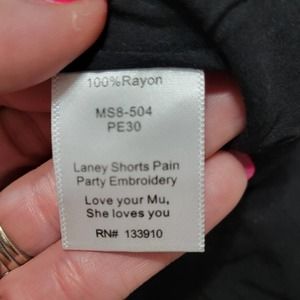 100%Rayon
MS8-504
PE30
Laney Shorts Pain
Party Embroidery
Love your Mu,
She loves you
RN# 133910